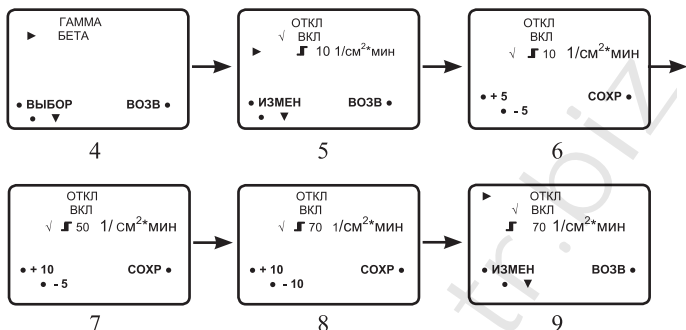 ГАММА
► БЕТА
• ВЫБОР ВОЗВ •
• ▼
4
ОТКЛ
√ ВКЛ
► 10 1/см²*мин
• ИЗМЕН ВОЗВ •
• ▼
5
ОТКЛ
ВКЛ
√ 10 1/см²*мин
• + 5 СОХР •
• - 5
6
ОТКЛ
ВКЛ
√ 50 1/ см²*мин
• + 10 СОХР •
• - 5
7
ОТКЛ
ВКЛ
√ 70 1/см²*мин
• + 10 СОХР •
• - 10
8
► ОТКЛ
√ ВКЛ
70 1/см²*мин
• ИЗМЕН ВОЗВ •
• ▼
9
tr.biz